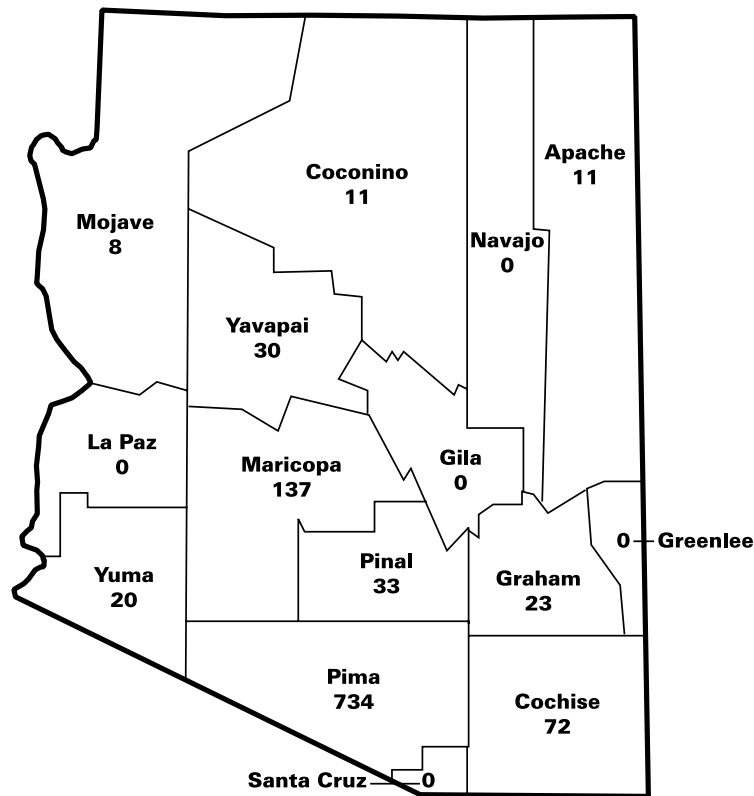 Apache
11
Coconino
11
Mojave
8
Navajo
0
Yavapai
30
La Paz
0
Maricopa
137
Gila
0
0 Greenlee
Pinal
33
Graham
23
Yuma
20
Pima
734
Cochise
72
Santa Cruz 0